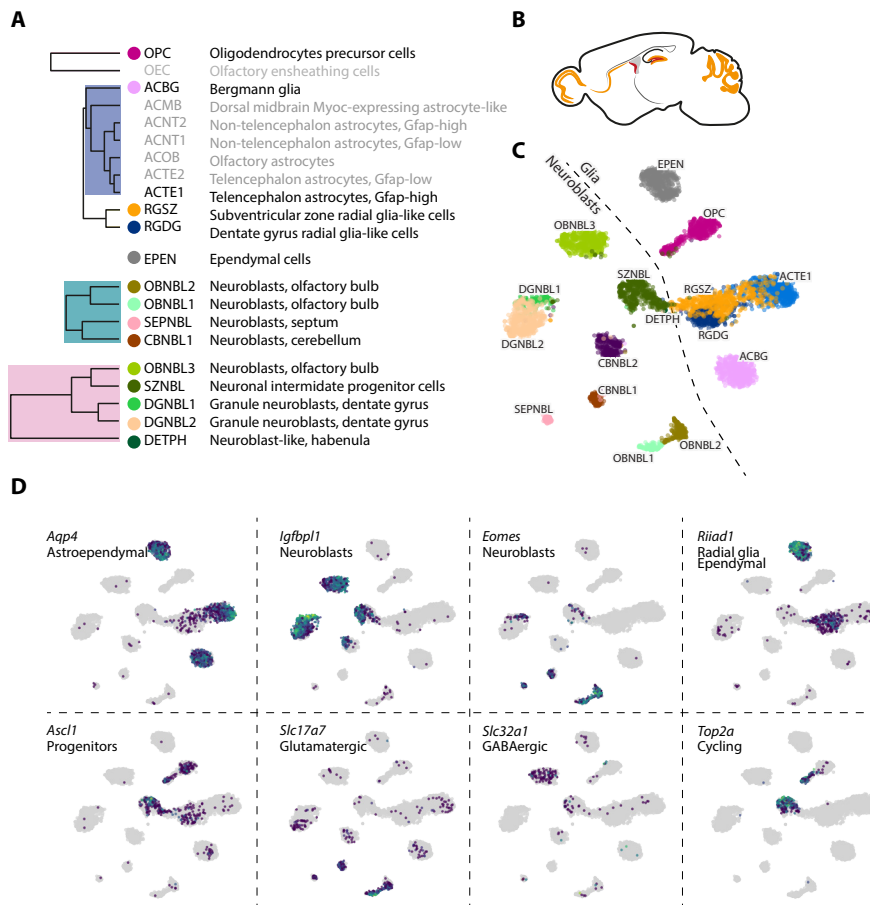 A
OPC Oligodendrocytes precursor cells
OEC Olfactory ensheathing cells
ACBG Bergmann glia
ACMB Dorsal midbrain Myoc-expressing astrocyte-like
ACNT2 Non-telencephalon astrocytes, Gfap-high
ACNT1 Non-telencephalon astrocytes, Gfap-low
ACOB Olfactory astrocytes
ACTE2 Telencephalon astrocytes, Gfap-low
ACTE1 Telencephalon astrocytes, Gfap-high
RGSZ Subventricular zone radial glia-like cells
RGDG Dentate gyrus radial glia-like cells
EPEN Ependymal cells
OBNBL2 Neuroblasts, olfactory bulb
OBNBL1 Neuroblasts, olfactory bulb
SEPNBL Neuroblasts, septum
CBNBL1 Neuroblasts, cerebellum
OBNBL3 Neuroblasts, olfactory bulb
SZNBL Neuronal intermidate progenitor cells
DGNBL1 Granule neuroblasts, dentate gyrus
DGNBL2 Granule neuroblasts, dentate gyrus
DETPH Neuroblast-like, habenula
B
C
Glia
Neuroblasts
EPEN
OPC
OBNBL3
SZNBL
RGSZ
ACTE1
DGNBL1
DETPH
RGDG
DGNBL2
CBNBL2
ACBG
CBNBL1
SEPNBL
OBNBL1
OBNBL2
D
Aqp4
Astroependymal
Igfbpl1
Neuroblasts
Eomes
Neuroblasts
Riiad1
Radial glia
Ependymal
Ascl1
Progenitors
Slc17a7
Glutamatergic
Slc32a1
GABAergic
Top2a
Cycling